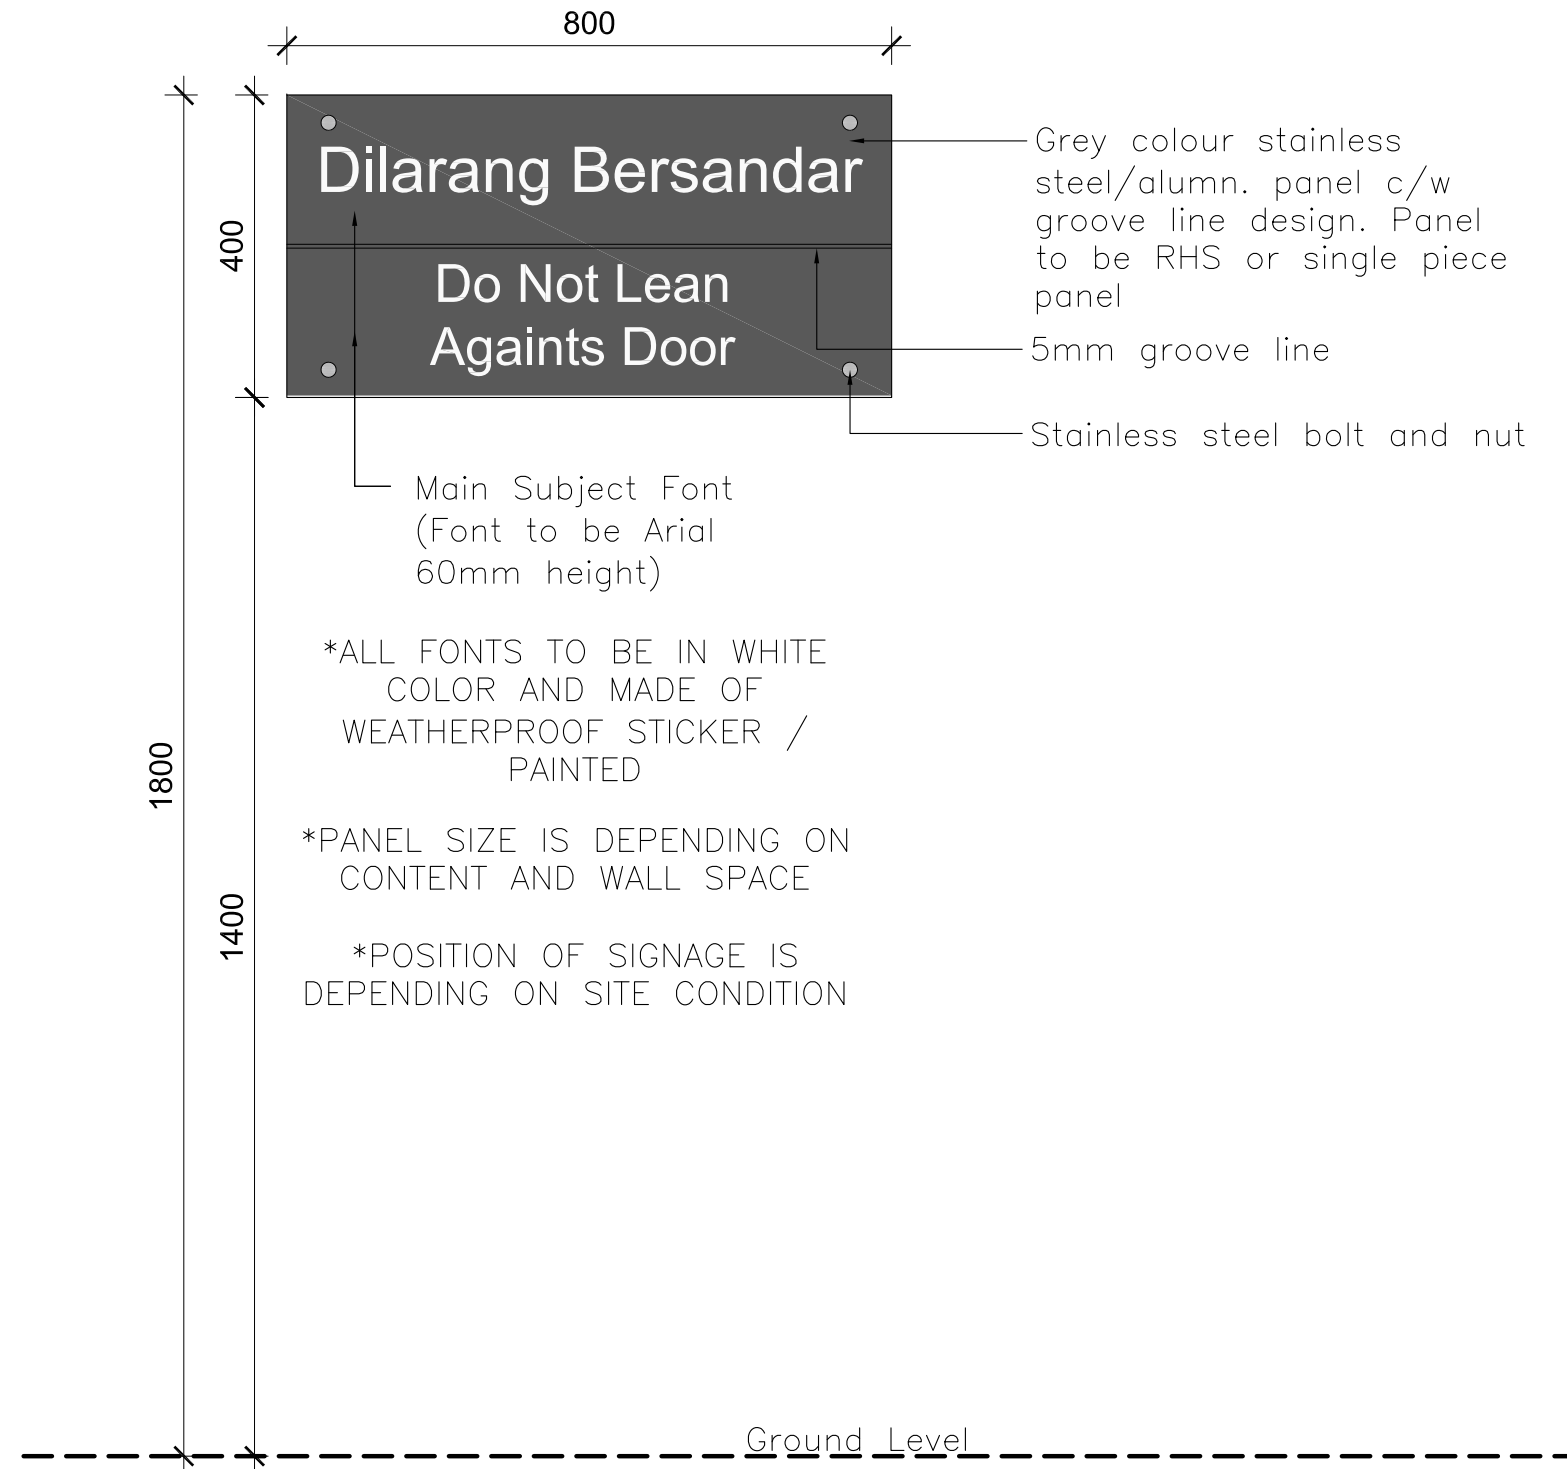 800
Dilarang Bersandar
Do Not Lean
Againts Door
400
1800
1400
Grey colour stainless
steel/alumn. panel c/w
groove line design. Panel
to be RHS or single piece
panel
5mm groove line
Stainless steel bolt and nut
Main Subject Font
(Font to be Arial
60mm height)
*ALL FONTS TO BE IN WHITE
COLOR AND MADE OF
WEATHERPROOF STICKER /
PAINTED
*PANEL SIZE IS DEPENDING ON
CONTENT AND WALL SPACE
*POSITION OF SIGNAGE IS
DEPENDING ON SITE CONDITION
Ground Level